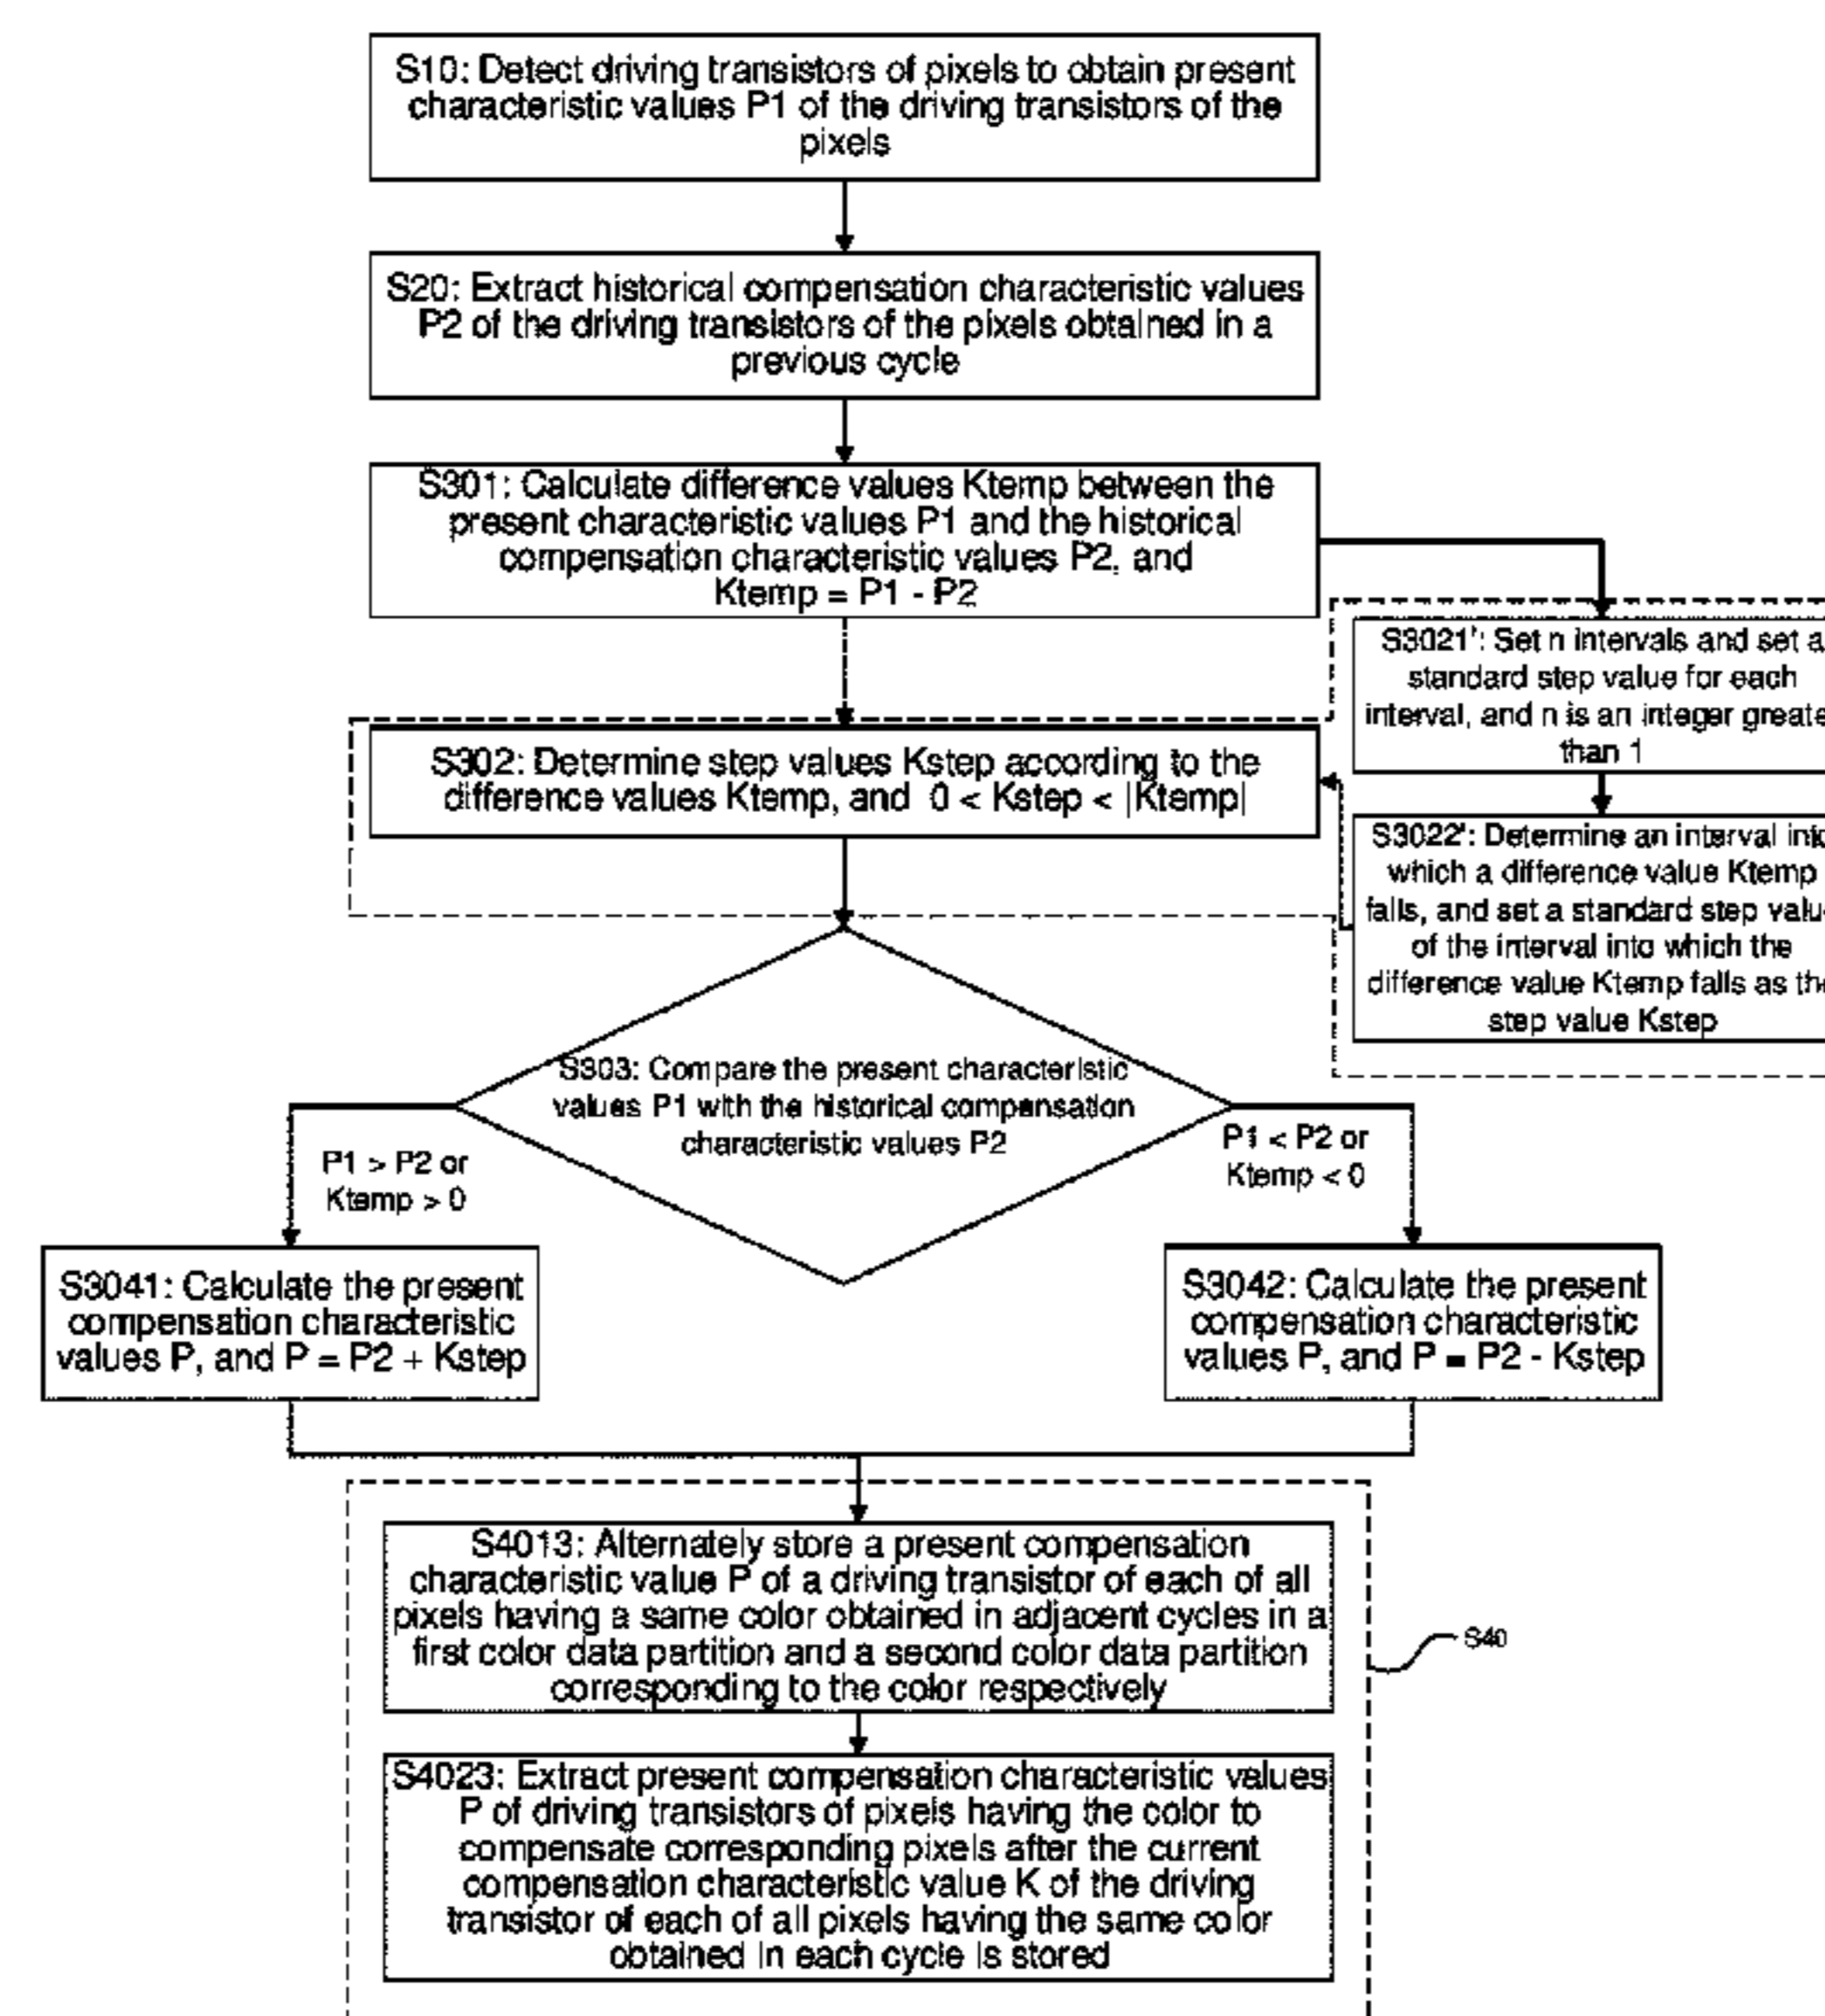 S10: Detect driving transistors of pixels to obtain present
characteristic values P1 of the driving transistors of the
pixels
S20: Extract historical compensation characteristic values
P2 of the driving transistors of the pixels obtained in a
previous cycle
S301: Calculate difference values Ktemp between the
present characteristic values P1 and the historical
compensation characteristic values P2, and
Ktemp = P1 - P2
S3021': Set n intervals and set a
standard step value for each
interval, and n is an integer greate
than 1
S302: Determine step values Kstep according to the
difference values Ktemp, and 0 < Kstep < |Ktemp|
S3022': Determine an interval into
which a difference value Ktemp
falls, and set a standard step valu
of the interval into which the
difference value Ktemp falls as the
step value Kstep
S303: Compare the present characteristic
values P1 with the historical compensation
characteristic values P2
P1 > P2 or
Ktemp > 0
P1 < P2 or
Ktemp < 0
S3041: Calculate the present
compensation characteristic
values P, and P = P2 + Kstep
S3042: Calculate the present
compensation characteristic
values P, and P = P2 - Kstep
S4013: Alternately store a present compensation
characteristic value P of a driving transistor of each of all
pixels having a same color obtained in adjacent cycles in a
first color data partition and a second color data partition
corresponding to the color respectively
S40
S4023: Extract present compensation characteristic values
P of driving transistors of pixels having the color to
compensate corresponding pixels after the current
compensation characteristic value K of the driving
transistor of each of all pixels having the same color
obtained in each cycle is stored